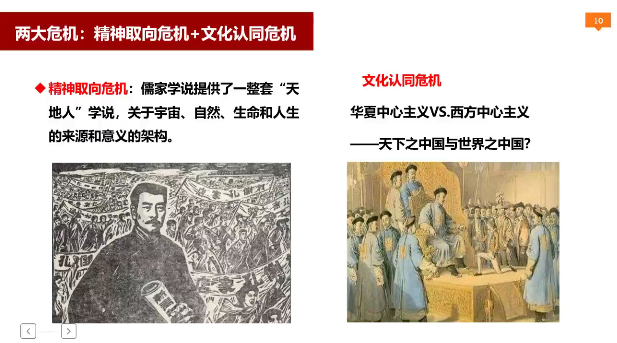 两大危机：精神取向危机+文化认同危机
10
精神取向危机：儒家学说提供了一整套“天
地人”学说，关于宇宙、自然、生命和人生
的来源和意义的架构。
文化认同危机
华夏中心主义VS.西方中心主义
——天下之中国与世界之中国?